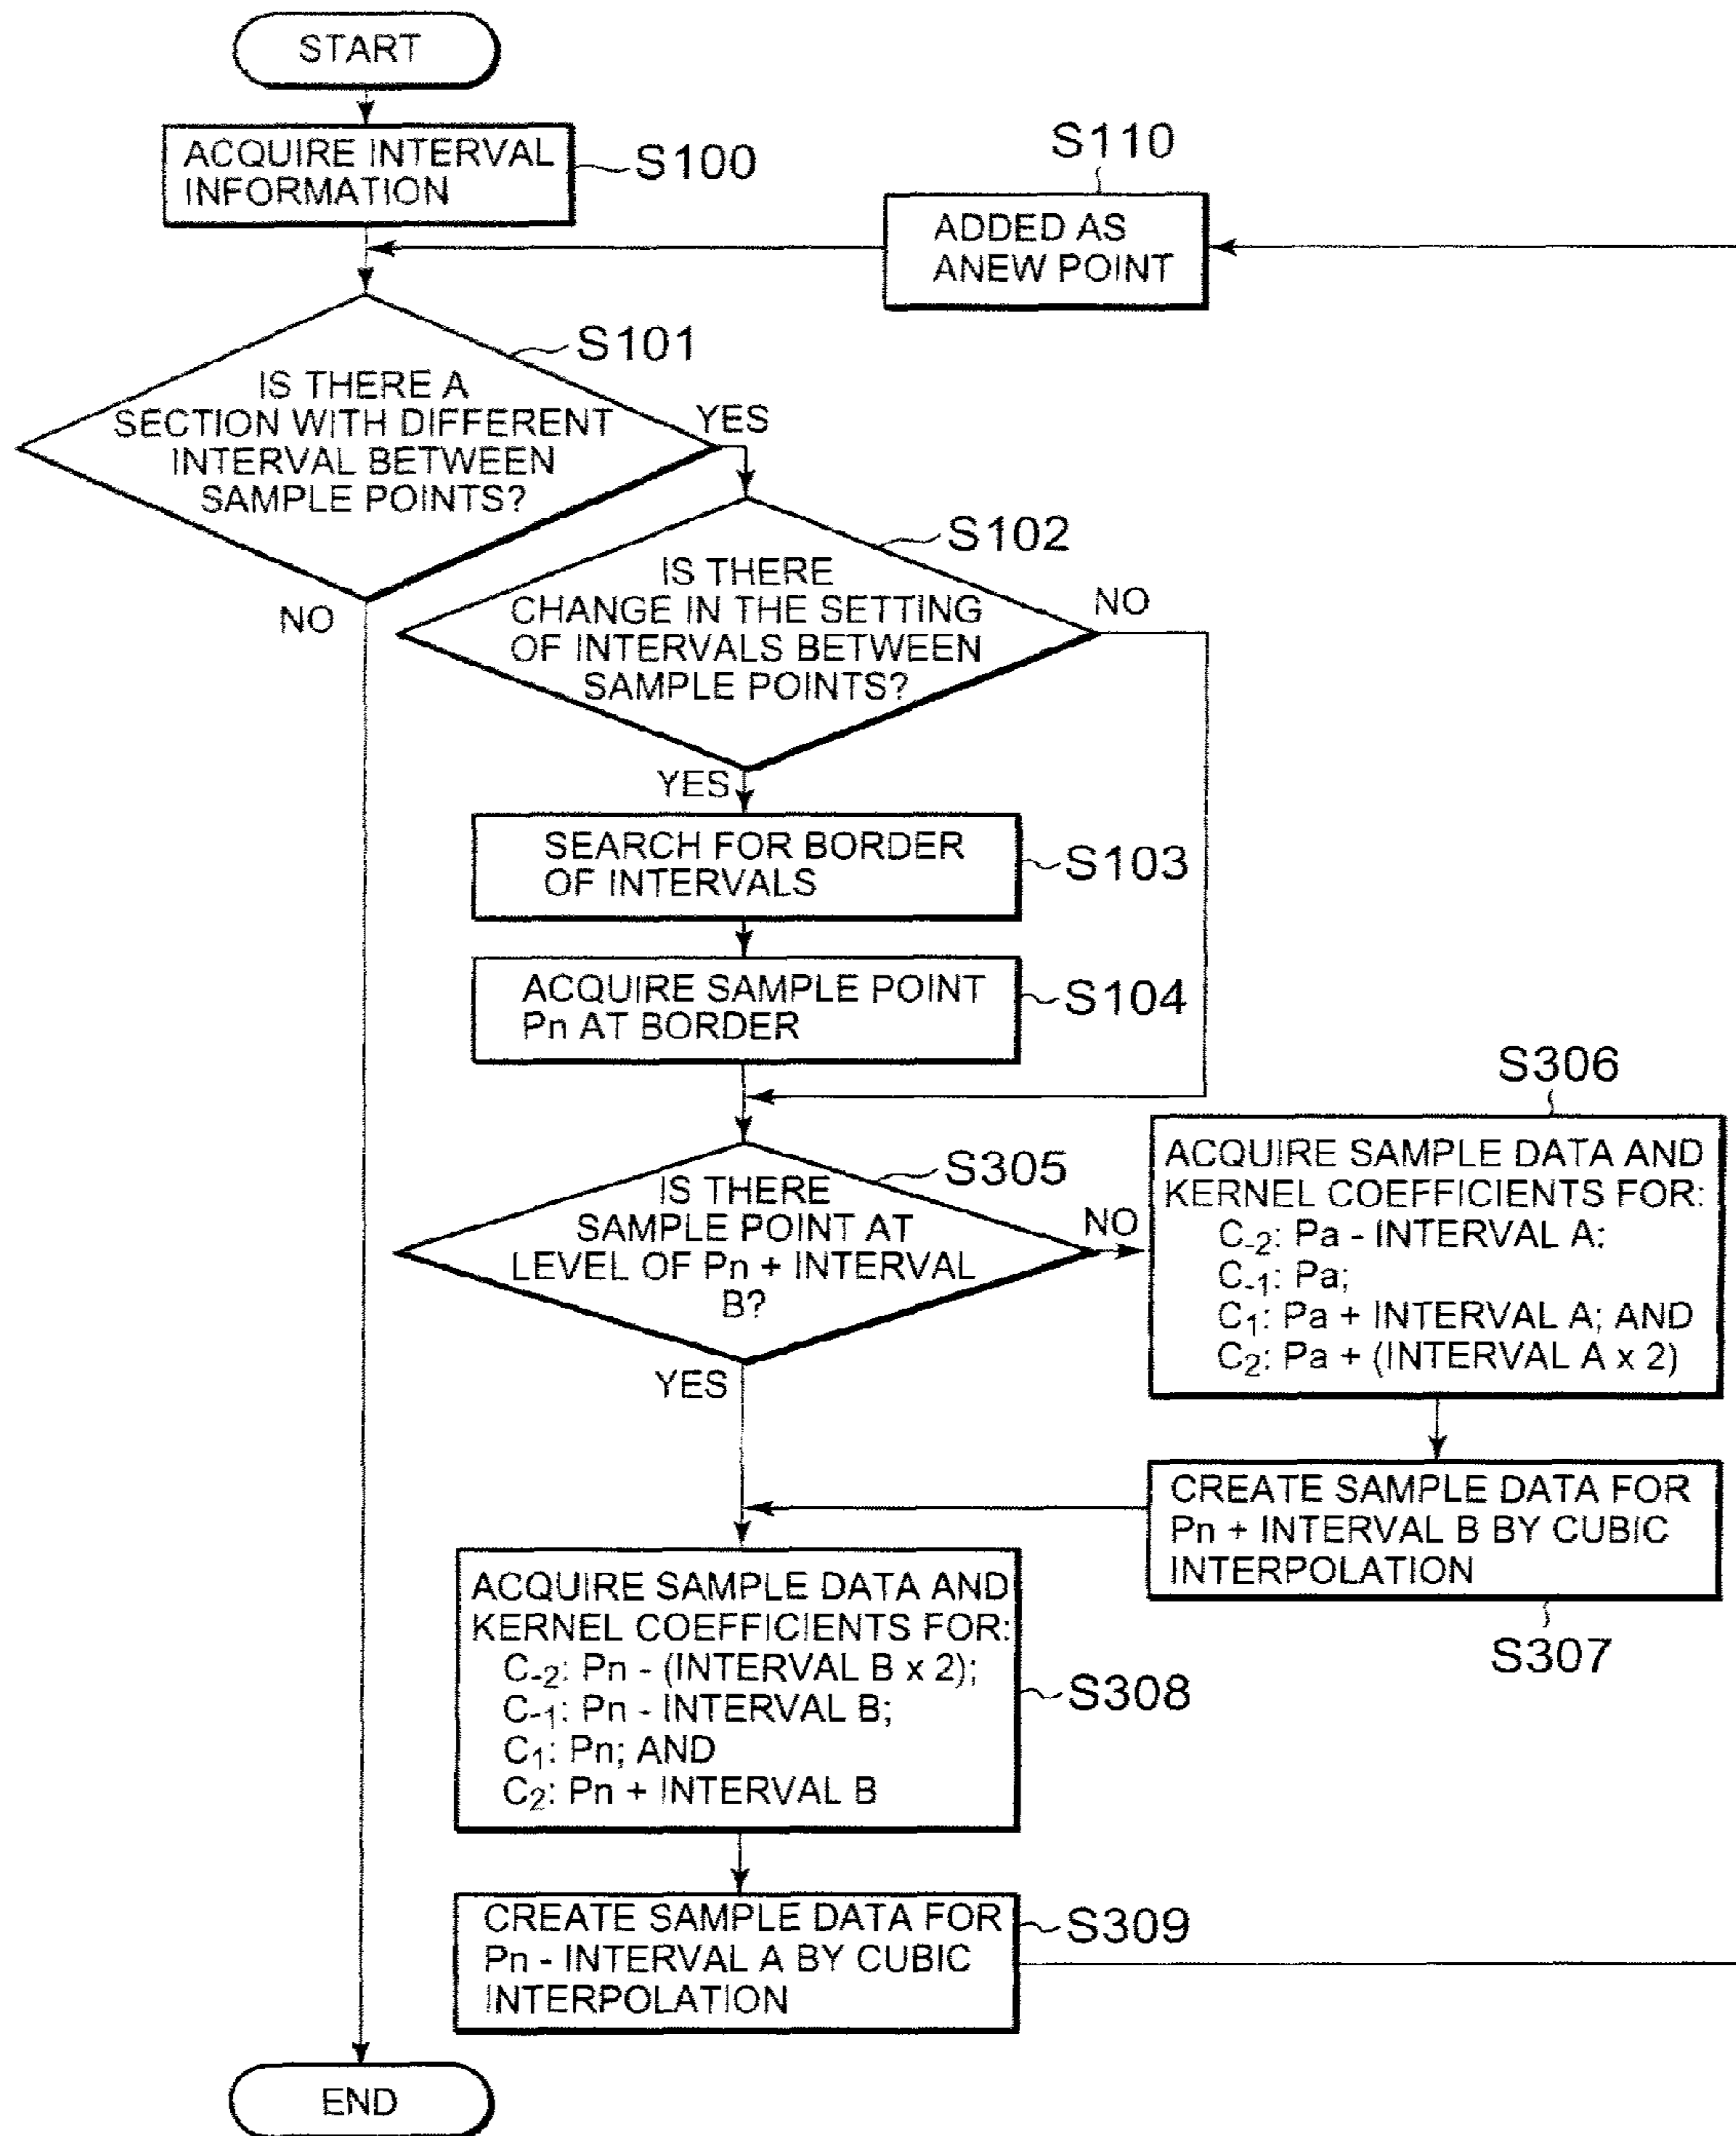 START
ACQUIRE INTERVAL
INFORMATION
S100
S110
ADDED AS
ANEW POINT
S101
IS THERE A
SECTION WITH DIFFERENT
INTERVAL BETWEEN
SAMPLE POINTS?
YES
NO
S102
IS THERE
CHANGE IN THE SETTING
OF INTERVALS BETWEEN
SAMPLE POINTS?
NO
YES
SEARCH FOR BORDER
OF INTERVALS
S103
ACQUIRE SAMPLE POINT
Pn AT BORDER
S104
S305
IS THERE
SAMPLE POINT AT
LEVEL OF Pn + INTERVAL
B?
NO
YES
S306
ACQUIRE SAMPLE DATA AND
KERNEL COEFFICIENTS FOR:
C-2: Pa - INTERVAL A:
C-1: Pa;
C1: Pa + INTERVAL A; AND
C2: Pa + (INTERVAL A x 2)
CREATE SAMPLE DATA FOR
Pn + INTERVAL B BY CUBIC
INTERPOLATION
S307
ACQUIRE SAMPLE DATA AND
KERNEL COEFFICIENTS FOR:
C-2: Pn - (INTERVAL B x 2);
C-1: Pn - INTERVAL B;
C1: Pn; AND
C2: Pn + INTERVAL B
S308
CREATE SAMPLE DATA FOR
Pn - INTERVAL A BY CUBIC
INTERPOLATION
S309
END